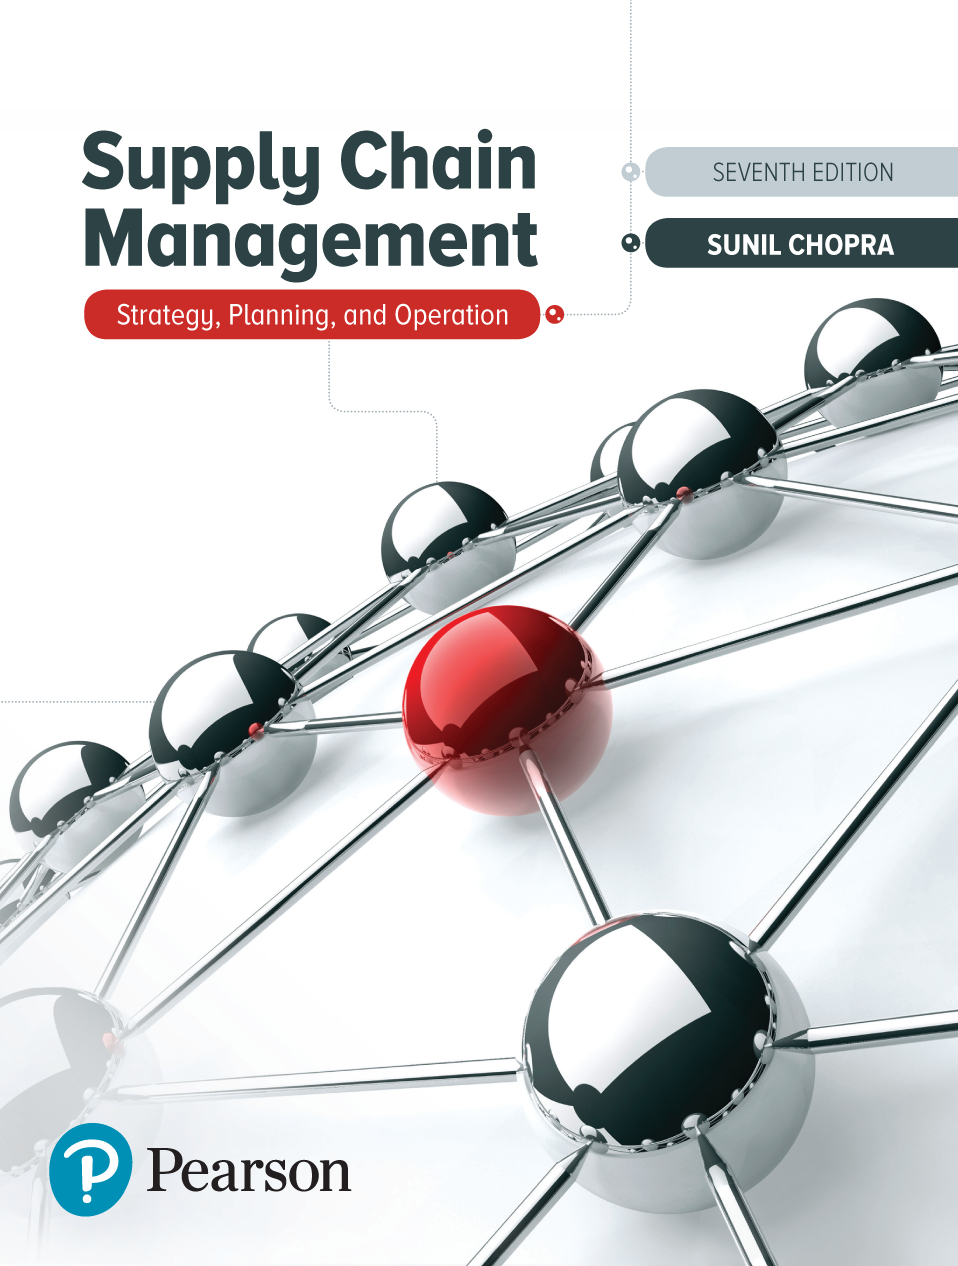 Supply Chain
Management
Strategy, Planning, and Operation
SEVENTH EDITION
SUNIL CHOPRA
Pearson